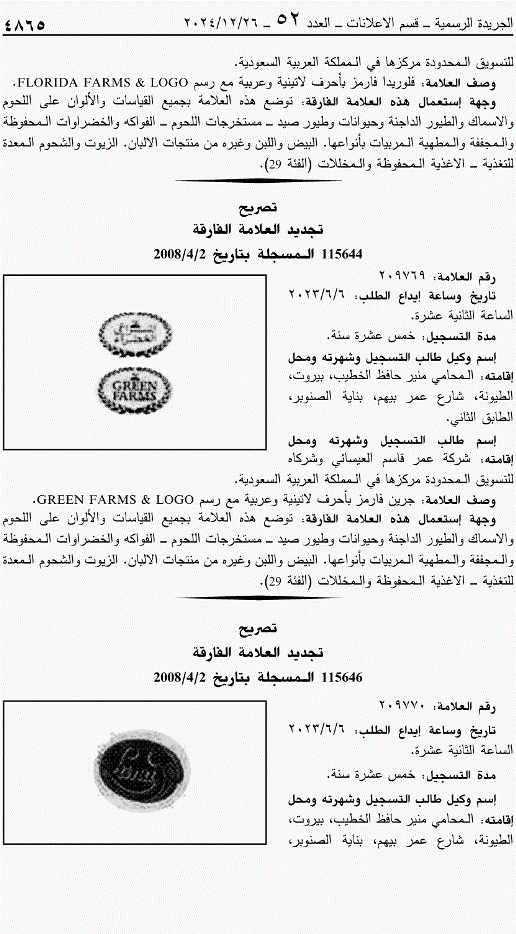 الجريدة الرسمية ـ قسم الاعلانات ـ العدد ٥٢ ـ ٢٠٢٤/١٢/٢٦
٤٨٦٥
للتسويق المحدودة مركزها في المملكة العربية السعودية.
وصف العلامة: فلوريدا فارمز بأحرف لاتينية وعربية مع رسم FLORIDA FARMS & LOGO.
وجهة إستعمال هذه العلامة الفارقة: توضع هذه العلامة بجميع القياسات والألوان على اللحوم
والاسماك والطيور الداجنة وحيوانات وطيور صيد ـ مستخرجات اللحوم ـ الفواكه والخضراوات المحفوظة
والمجففة والمطهية المربيات بأنواعها. البيض واللبن وغيره من منتجات الالبان. الزيوت والشحوم المعدة
للتغذية ـ الاغذية المحفوظة والمخللات (الفئة 29).
تصريح
تجديد العلامة الفارقة
115644 المسجلة بتاريخ 2008/4/2
رقم العلامة: ٢٠٩٧٦٩
تاريخ وساعة إيداع الطلب: ٢٠٢٣/٦/٦
الساعة الثانية عشرة.
مدة التسجيل: خمس عشرة سنة.
إسم وكيل طالب التسجيل وشهرته ومحل
إقامته: المحامي منير حافظ الخطيب، بيروت،
الطيونة، شارع عمر بيهم، بناية الصنوبر،
الطابق الثاني.
إسم طالب التسجيل وشهرته ومحل
إقامته: شركة عمر قاسم العيسائي وشركاه
GREEN
FARMS
للتسويق المحدودة مركزها في المملكة العربية السعودية.
وصف العلامة: جرين فارمز بأحرف لاتينية وعربية مع رسم GREEN FARMS & LOGO.
وجهة إستعمال هذه العلامة الفارقة: توضع هذه العلامة بجميع القياسات والألوان على اللحوم
والاسماك والطيور الداجنة وحيوانات وطيور صيد ـ مستخرجات اللحوم ـ الفواكه والخضراوات المحفوظة
والمجففة والمطهية المربيات بأنواعها. البيض واللبن وغيره من منتجات الالبان. الزيوت والشحوم المعدة
للتغذية ـ الاغذية المحفوظة والمخللات (الفئة 29).
تصريح
تجديد العلامة الفارقة
115646 المسجلة بتاريخ 2008/4/2
رقم العلامة: ٢٠٩٧٧٠
تاريخ وساعة إيداع الطلب: ٢٠٢٣/٦/٦
الساعة الثانية عشرة.
مدة التسجيل: خمس عشرة سنة.
إسم وكيل طالب التسجيل وشهرته ومحل
إقامته: المحامي منير حافظ الخطيب، بيروت،
الطيونة، شارع عمر بيهم، بناية الصنوبر،